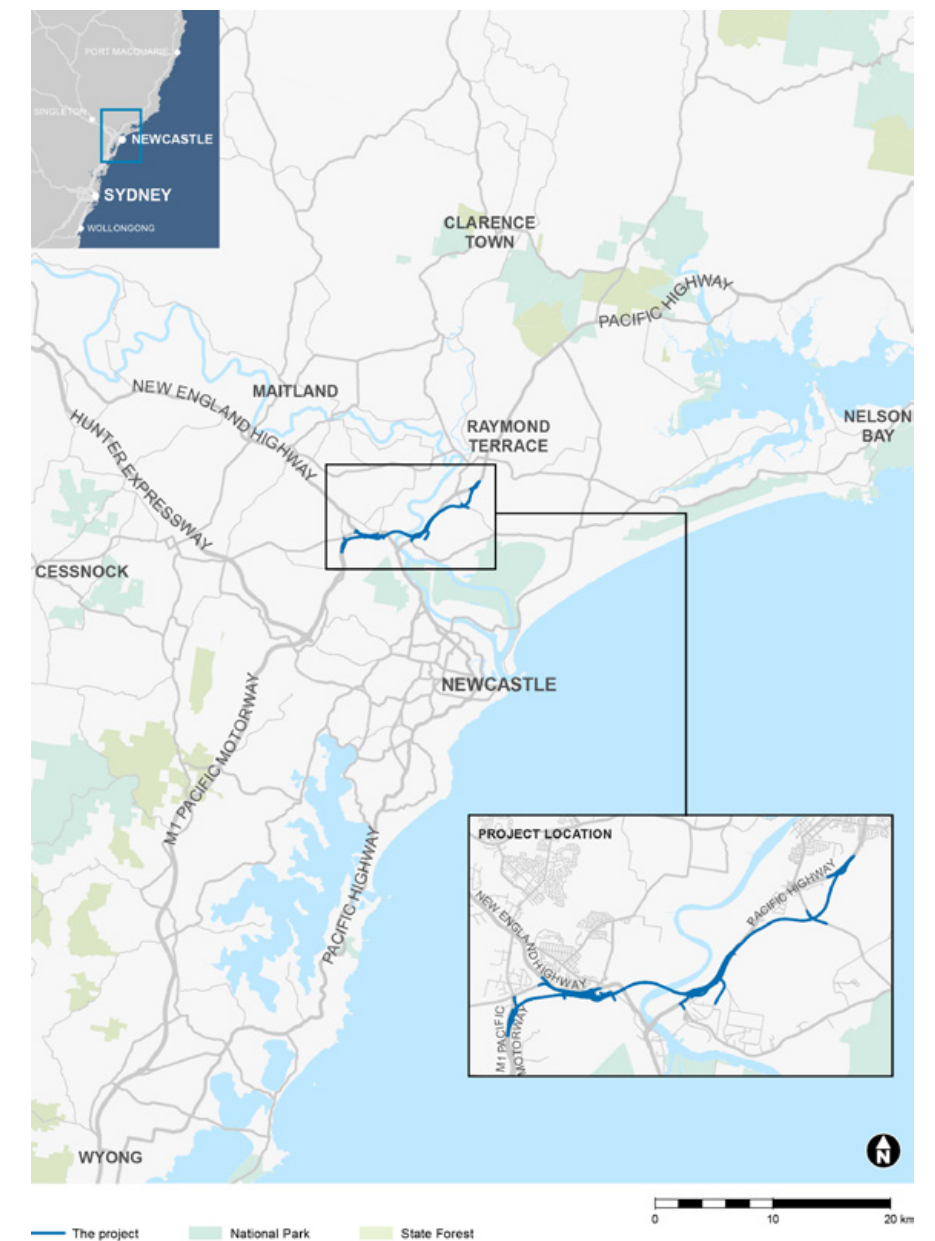 PORT MACQUARIE
SINGLETON
NEWCASTLE
SYDNEY
WOLLONGONG
CLARENCE
TOWN
PACIFIC HIGHWAY
NEW ENGLAND HIGHWAY
MAITLAND
HUNTER EXPRESSWAY
RAYMOND
TERRACE
NELSON
BAY
CESSNOCK
NEWCASTLE
M1 PACIFIC MOTORWAY
PACIFIC HIGHWAY
PROJECT LOCATION
PACIFIC HIGHWAY
NEW ENGLAND HIGHWAY
M1 PACIFIC
MOTORWAY
WYONG
N
The project
National Park
State Forest
0
10
20 km